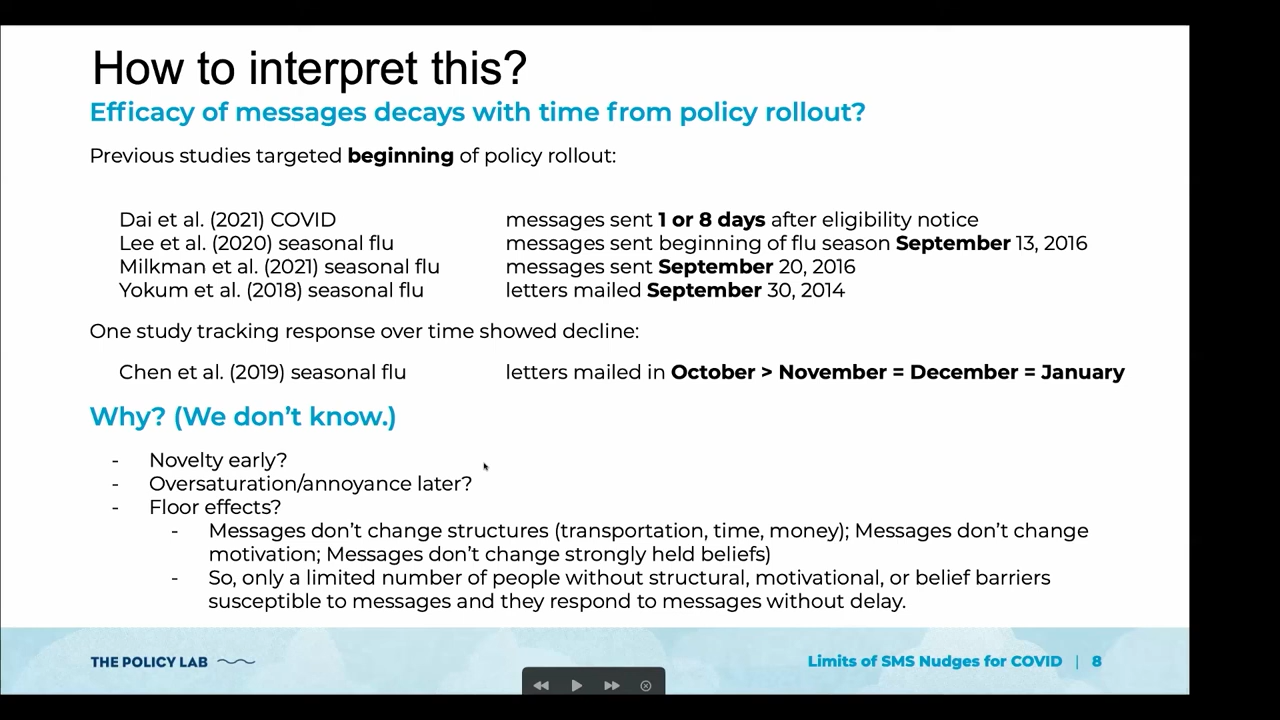 How to interpret this?
Efficacy of messages decays with time from policy rollout?
Previous studies targeted beginning of policy rollout:
Dai et al. (2021) COVID messages sent 1 or 8 days after eligibility notice
Lee et al. (2020) seasonal flu messages sent beginning of flu season September 13, 2016
Milkman et al. (2021) seasonal flu messages sent September 20, 2016
Yokum et al. (2018) seasonal flu letters mailed September 30, 2014
One study tracking response over time showed decline:
Chen et al. (2019) seasonal flu letters mailed in October > November = December = January
Why? (We don’t know.)
- Novelty early?
- Oversaturation/annoyance later?
- Floor effects?
- Messages don’t change structures (transportation, time, money); Messages don’t change
motivation; Messages don’t change strongly held beliefs)
- So, only a limited number of people without structural, motivational, or belief barriers
susceptible to messages and they respond to messages without delay.
THE POLICY LAB Limits of SMS Nudges for COVID | 8